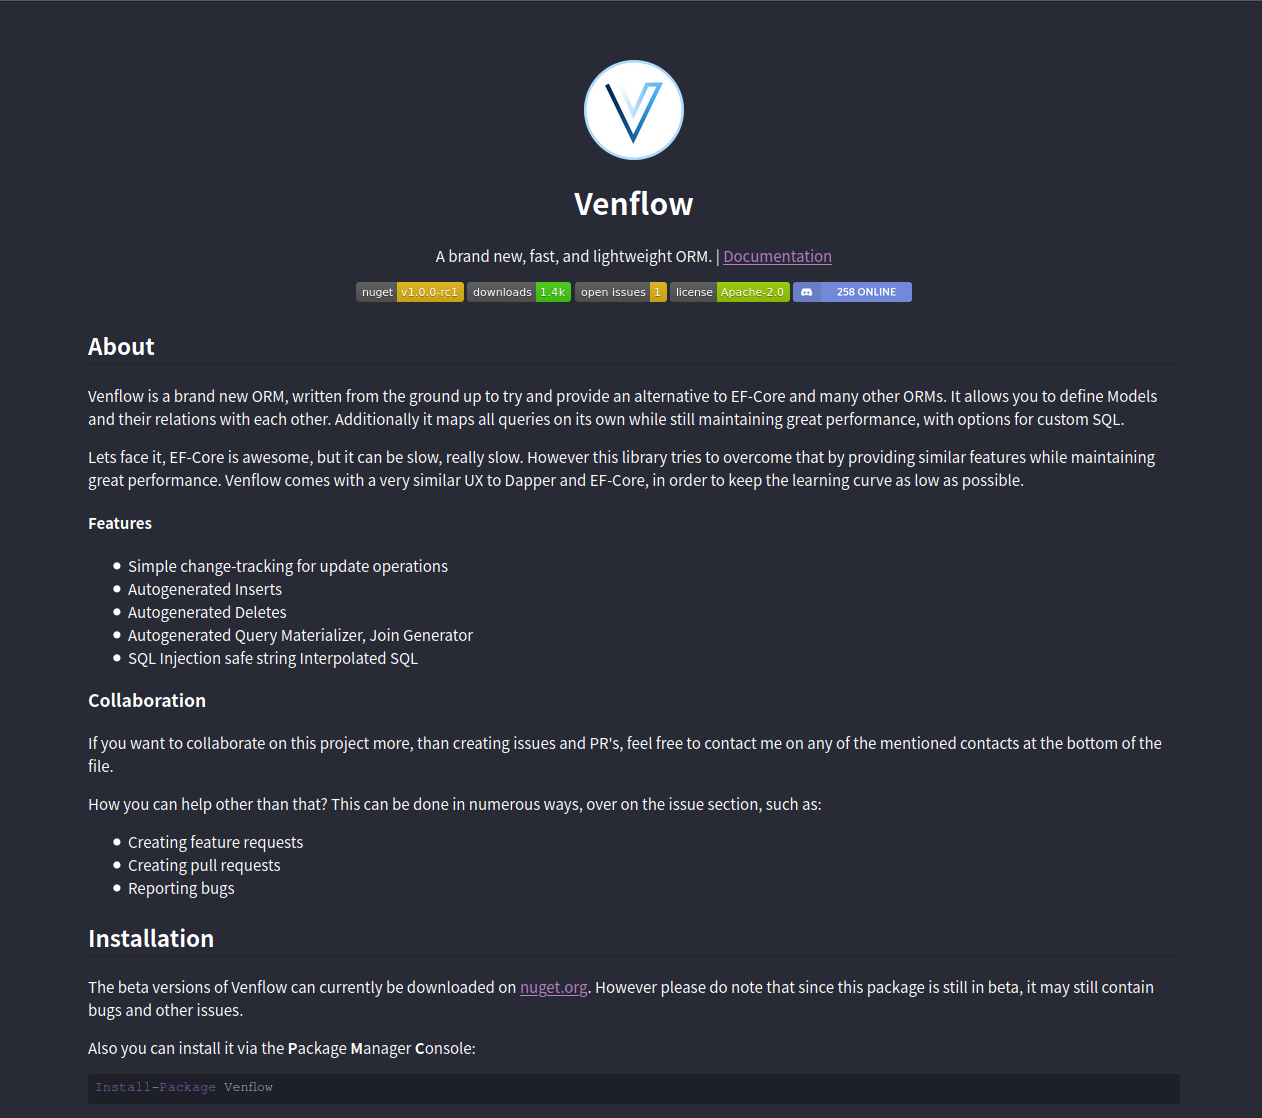 Venflow
A brand new, fast, and lightweight ORM. | Documentation
nuget v1.0.0-rc1 downloads 1.4k open issues 1 license Apache-2.0 258 ONLINE
About
Venflow is a brand new ORM, written from the ground up to try and provide an alternative to EF-Core and many other ORMs. It allows you to define Models
and their relations with each other. Additionally it maps all queries on its own while still maintaining great performance, with options for custom SQL.
Lets face it, EF-Core is awesome, but it can be slow, really slow. However this library tries to overcome that by providing similar features while maintaining
great performance. Venflow comes with a very similar UX to Dapper and EF-Core, in order to keep the learning curve as low as possible.
Features
Simple change-tracking for update operations
Autogenerated Inserts
Autogenerated Deletes
Autogenerated Query Materializer, Join Generator
SQL Injection safe string Interpolated SQL
Collaboration
If you want to collaborate on this project more, than creating issues and PR's, feel free to contact me on any of the mentioned contacts at the bottom of the
file.
How you can help other than that? This can be done in numerous ways, over on the issue section, such as:
Creating feature requests
Creating pull requests
Reporting bugs
Installation
The beta versions of Venflow can currently be downloaded on nuget.org. However please do note that since this package is still in beta, it may still contain
bugs and other issues.
Also you can install it via the Package Manager Console:
Install-Package Venflow